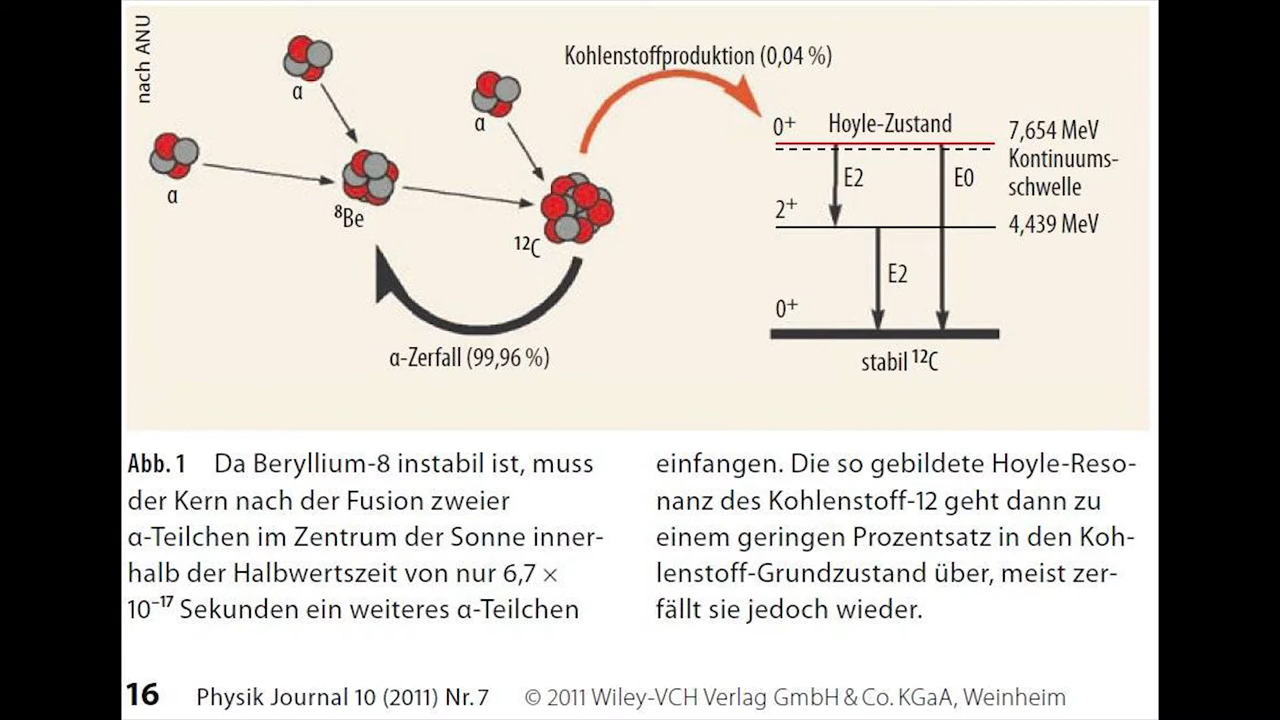 nach ANU
Kohlenstoffproduktion (0,04 %)
α
α
α
⁸Be
¹²C
α-Zerfall (99,96 %)
0⁺
Hoyle-Zustand
7,654 MeV
Kontinuums-
schwelle
E2
E0
2⁺
4,439 MeV
E2
0⁺
stabil ¹²C
Abb. 1 Da Beryllium-8 instabil ist, muss
der Kern nach der Fusion zweier
α-Teilchen im Zentrum der Sonne inner-
halb der Halbwertszeit von nur 6,7 ×
10⁻¹⁷ Sekunden ein weiteres α-Teilchen
einfangen. Die so gebildete Hoyle-Reso-
nanz des Kohlenstoff-12 geht dann zu
einem geringen Prozentsatz in den Koh-
lenstoff-Grundzustand über, meist zer-
fällt sie jedoch wieder.
16 Physik Journal 10 (2011) Nr. 7 © 2011 Wiley-VCH Verlag GmbH & Co. KGaA, Weinheim